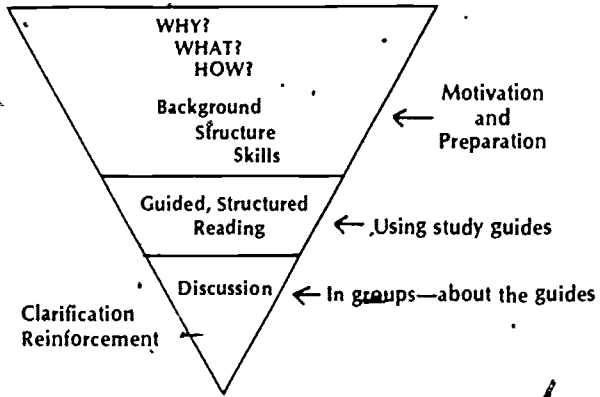 WHY?
WHAT?
HOW?
Background
Structure
Skills
Motivation
and
Preparation
Guided, Structured
Reading
Using study guides
Discussion
In groups—about the guides
Clarification
Reinforcement